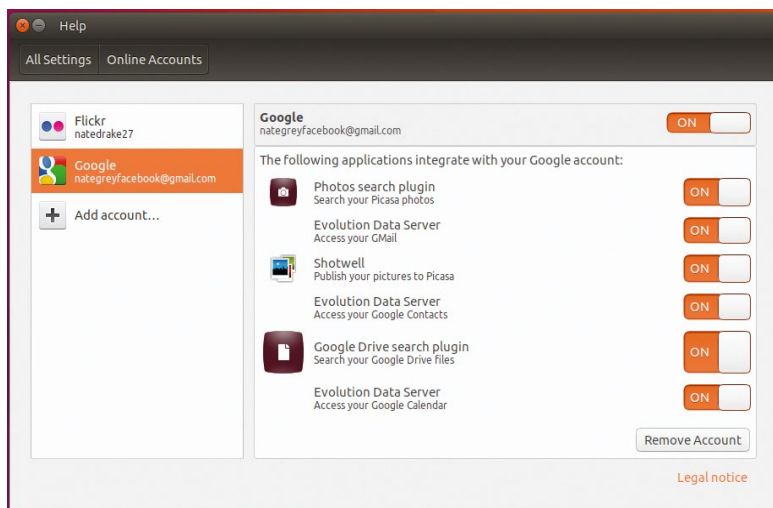 Help
All Settings Online Accounts
Flickr
natedrake27
Google
nategreyfacebook@gmail.com
Add account...
Google
nategreyfacebook@gmail.com
ON
The following applications integrate with your Google account:
Photos search plugin
Search your Picasa photos
ON
Evolution Data Server
Access your GMail
ON
Shotwell
Publish your pictures to Picasa
ON
Evolution Data Server
Access your Google Contacts
ON
Google Drive search plugin
Search your Google Drive files
ON
Evolution Data Server
Access your Google Calendar
ON
Remove Account
Legal notice